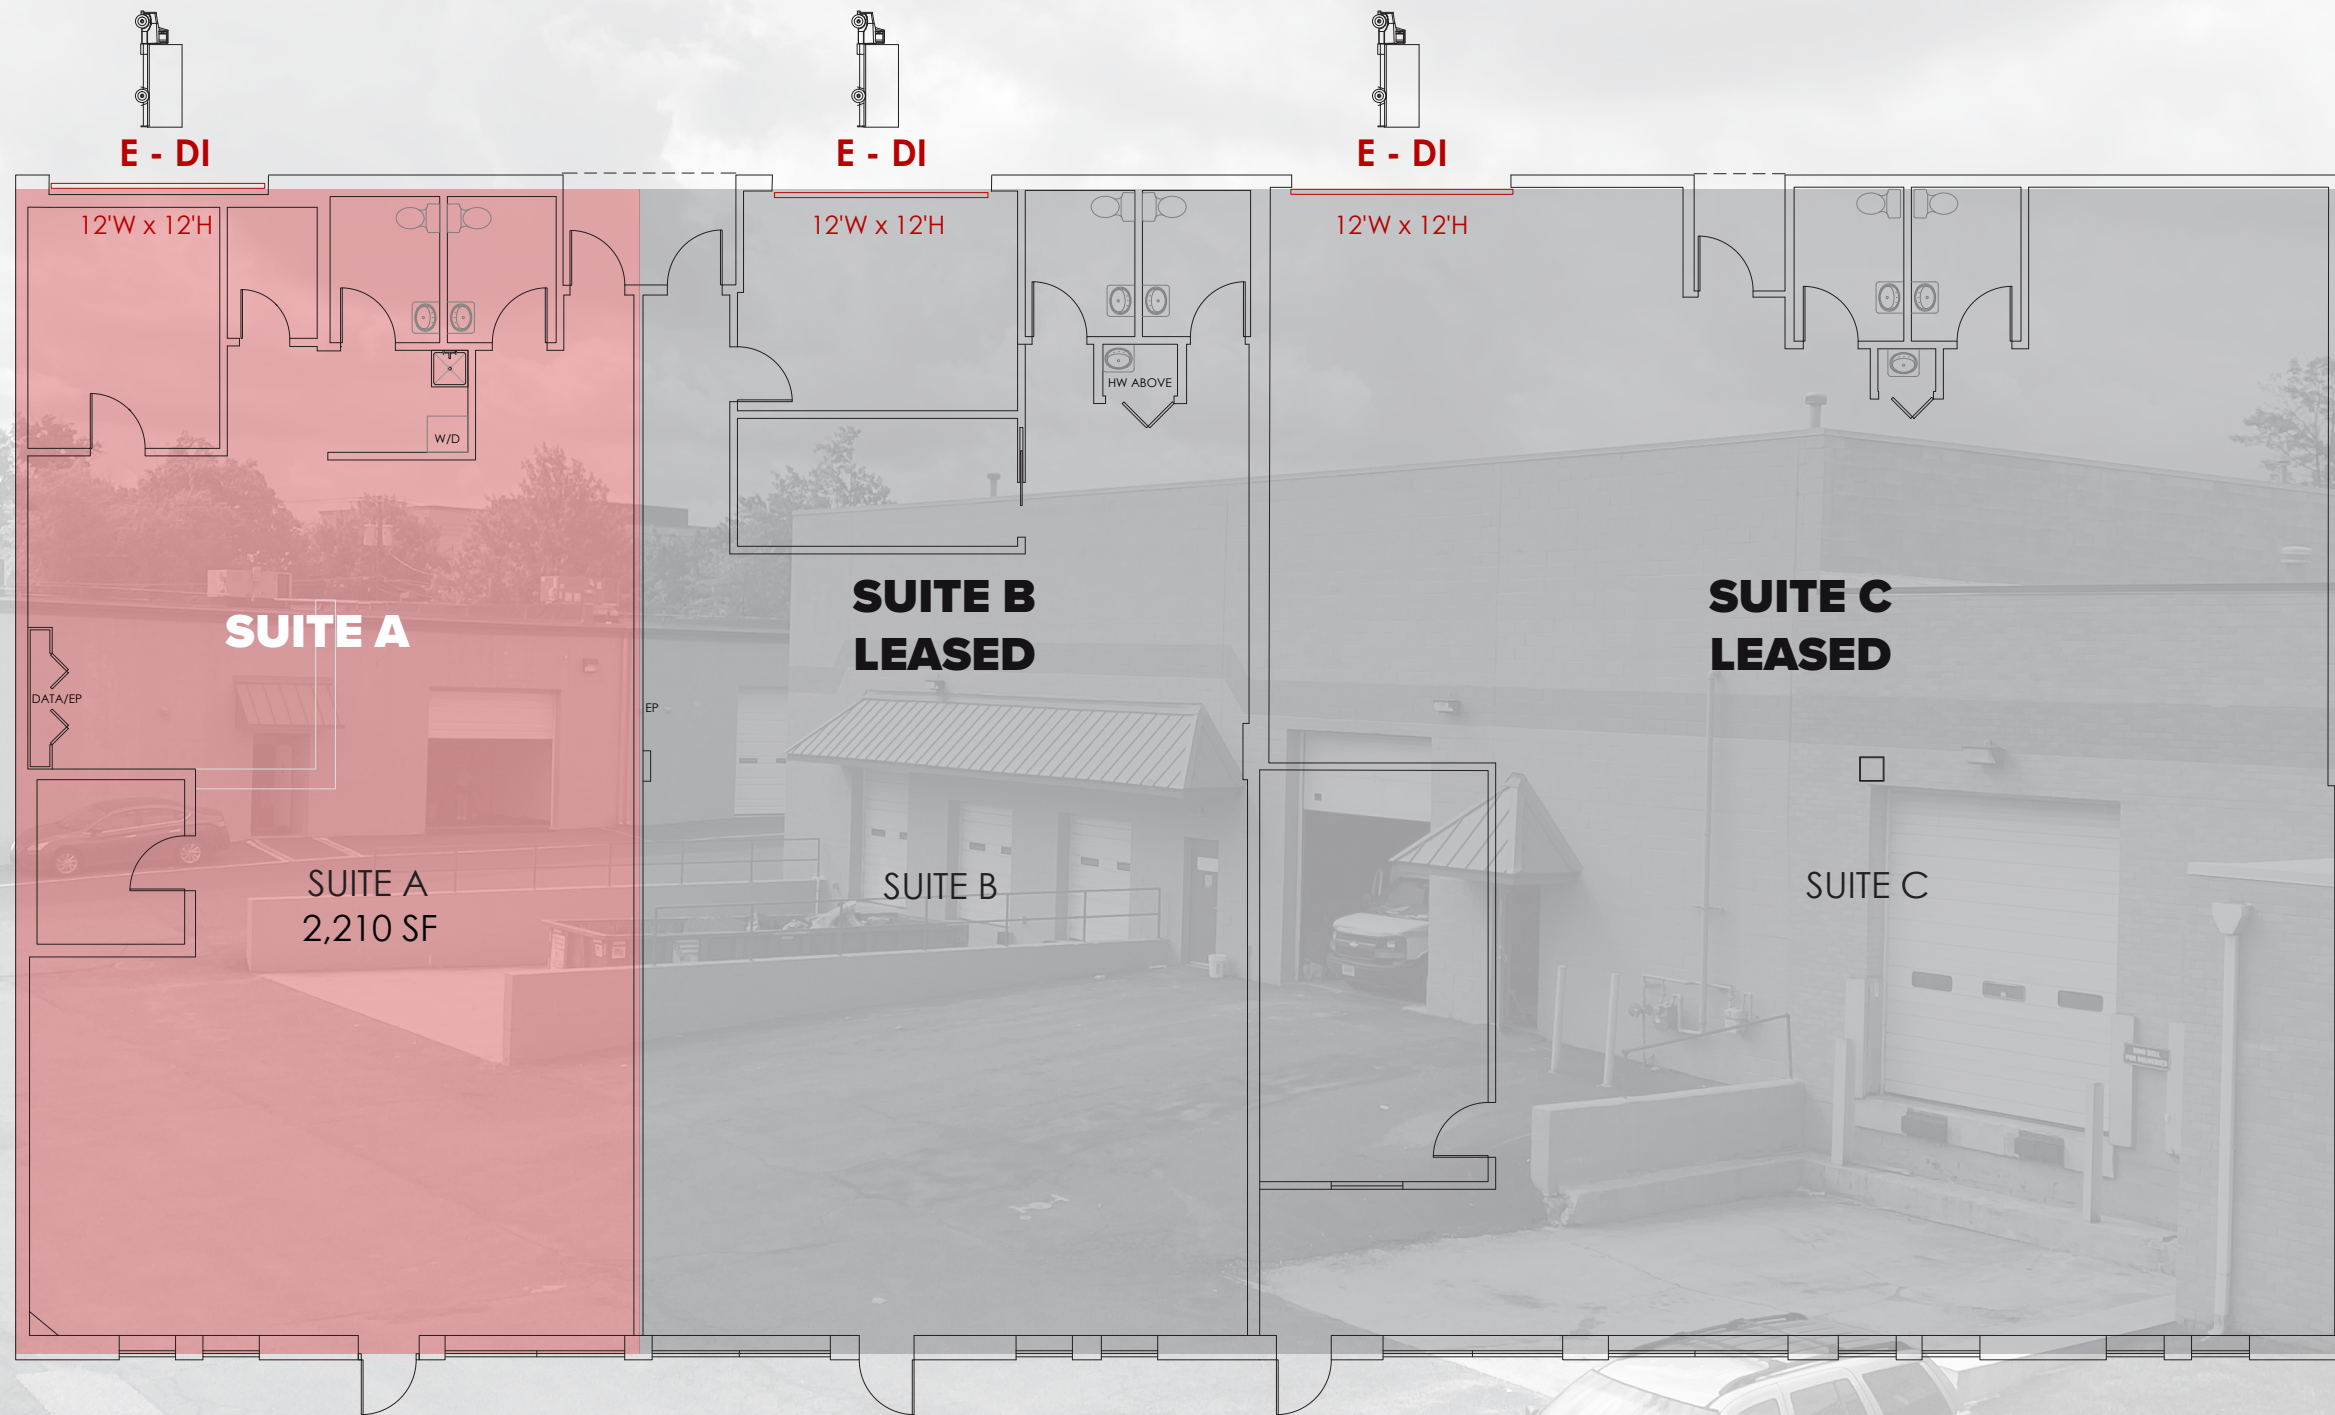 E - DI
E - DI
E - DI
12'W x 12'H
12'W x 12'H
12'W x 12'H
HW ABOVE
W/D
SUITE A
SUITE B
LEASED
SUITE C
LEASED
DATA/EP
EP
SUITE A
2,210 SF
SUITE B
SUITE C